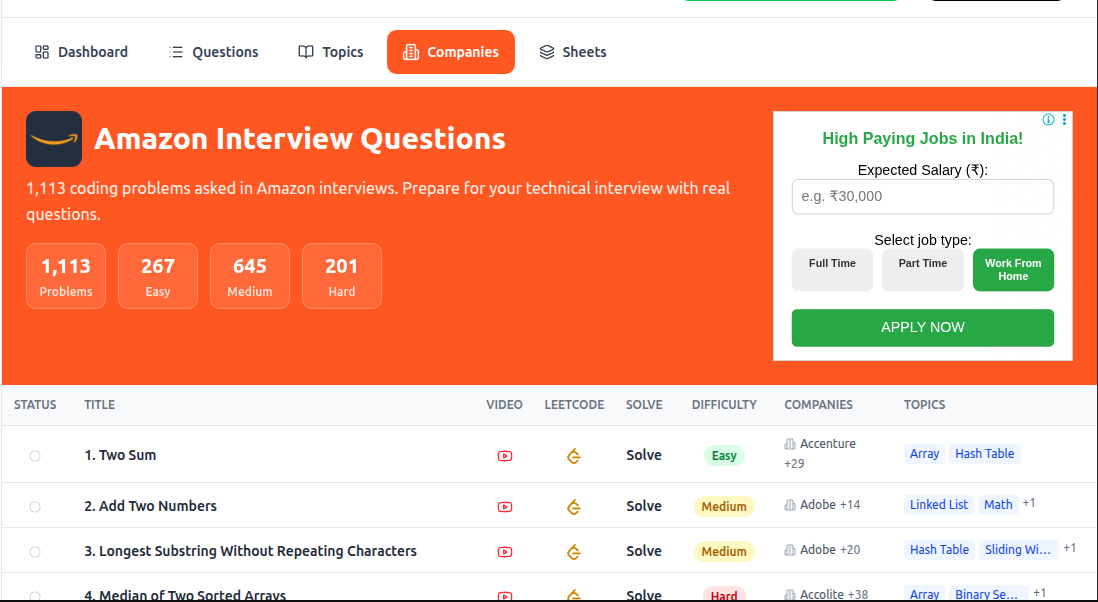 Dashboard
Questions
Topics
Companies
Sheets
Amazon Interview Questions
1,113 coding problems asked in Amazon interviews. Prepare for your technical interview with real
questions.
1,113
Problems
267
Easy
645
Medium
201
Hard
High Paying Jobs in India!
Expected Salary (₹):
e.g. ₹30,000
Select job type:
Full Time
Part Time
Work From
Home
APPLY NOW
STATUS TITLE VIDEO LEETCODE SOLVE DIFFICULTY COMPANIES TOPICS
1. Two Sum Solve Easy Accenture Array Hash Table
+29
2. Add Two Numbers Solve Medium Adobe +14 Linked List Math +1
3. Longest Substring Without Repeating Characters Solve Medium Adobe +20 Hash Table Sliding Wi... +1
4. Median of Two Sorted Arrays Solve Hard Accolite +38 Array Binary Se... +1